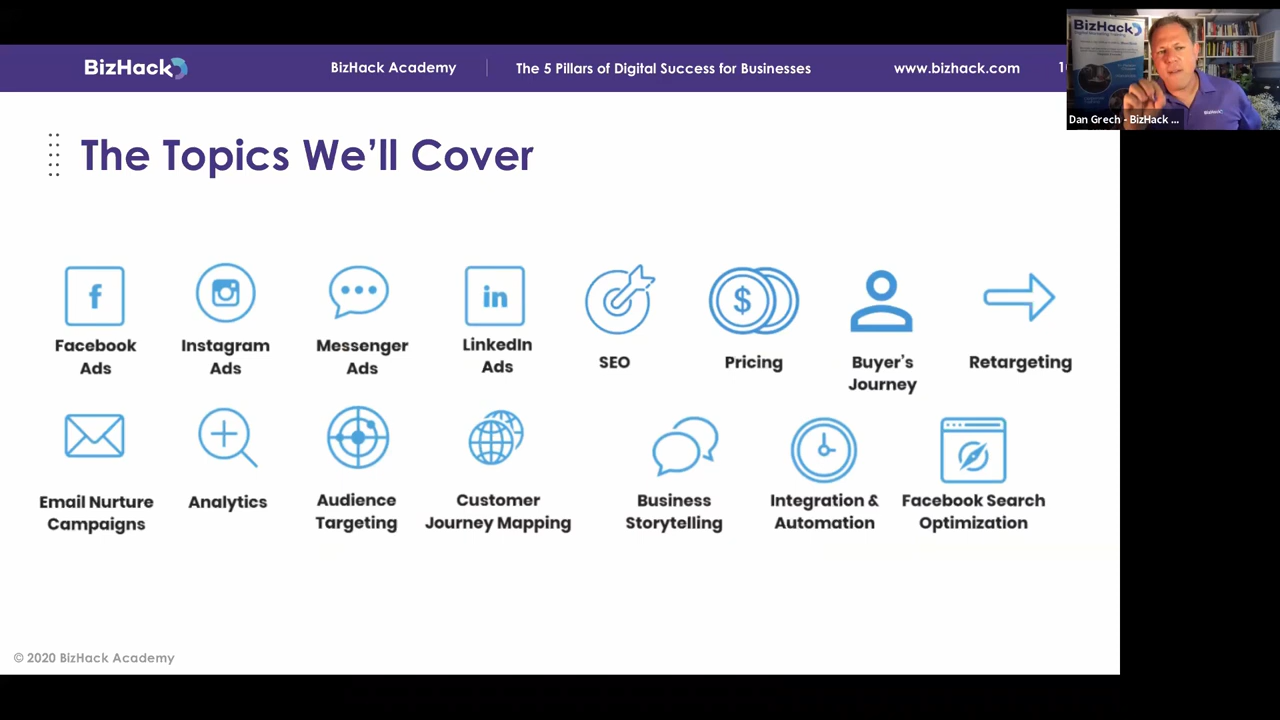 BizHack
BizHack Academy
The 5 Pillars of Digital Success for Businesses
www.bizhack.com
BizHack
Dan Grech - BizHack ...
BizHack
The Topics We'll Cover
Facebook
Ads
Instagram
Ads
Messenger
Ads
LinkedIn
Ads
SEO
Pricing
Buyer's
Journey
Retargeting
Email Nurture
Campaigns
Analytics
Audience
Targeting
Customer
Journey Mapping
Business
Storytelling
Integration &
Automation
Facebook Search
Optimization
© 2020 BizHack Academy